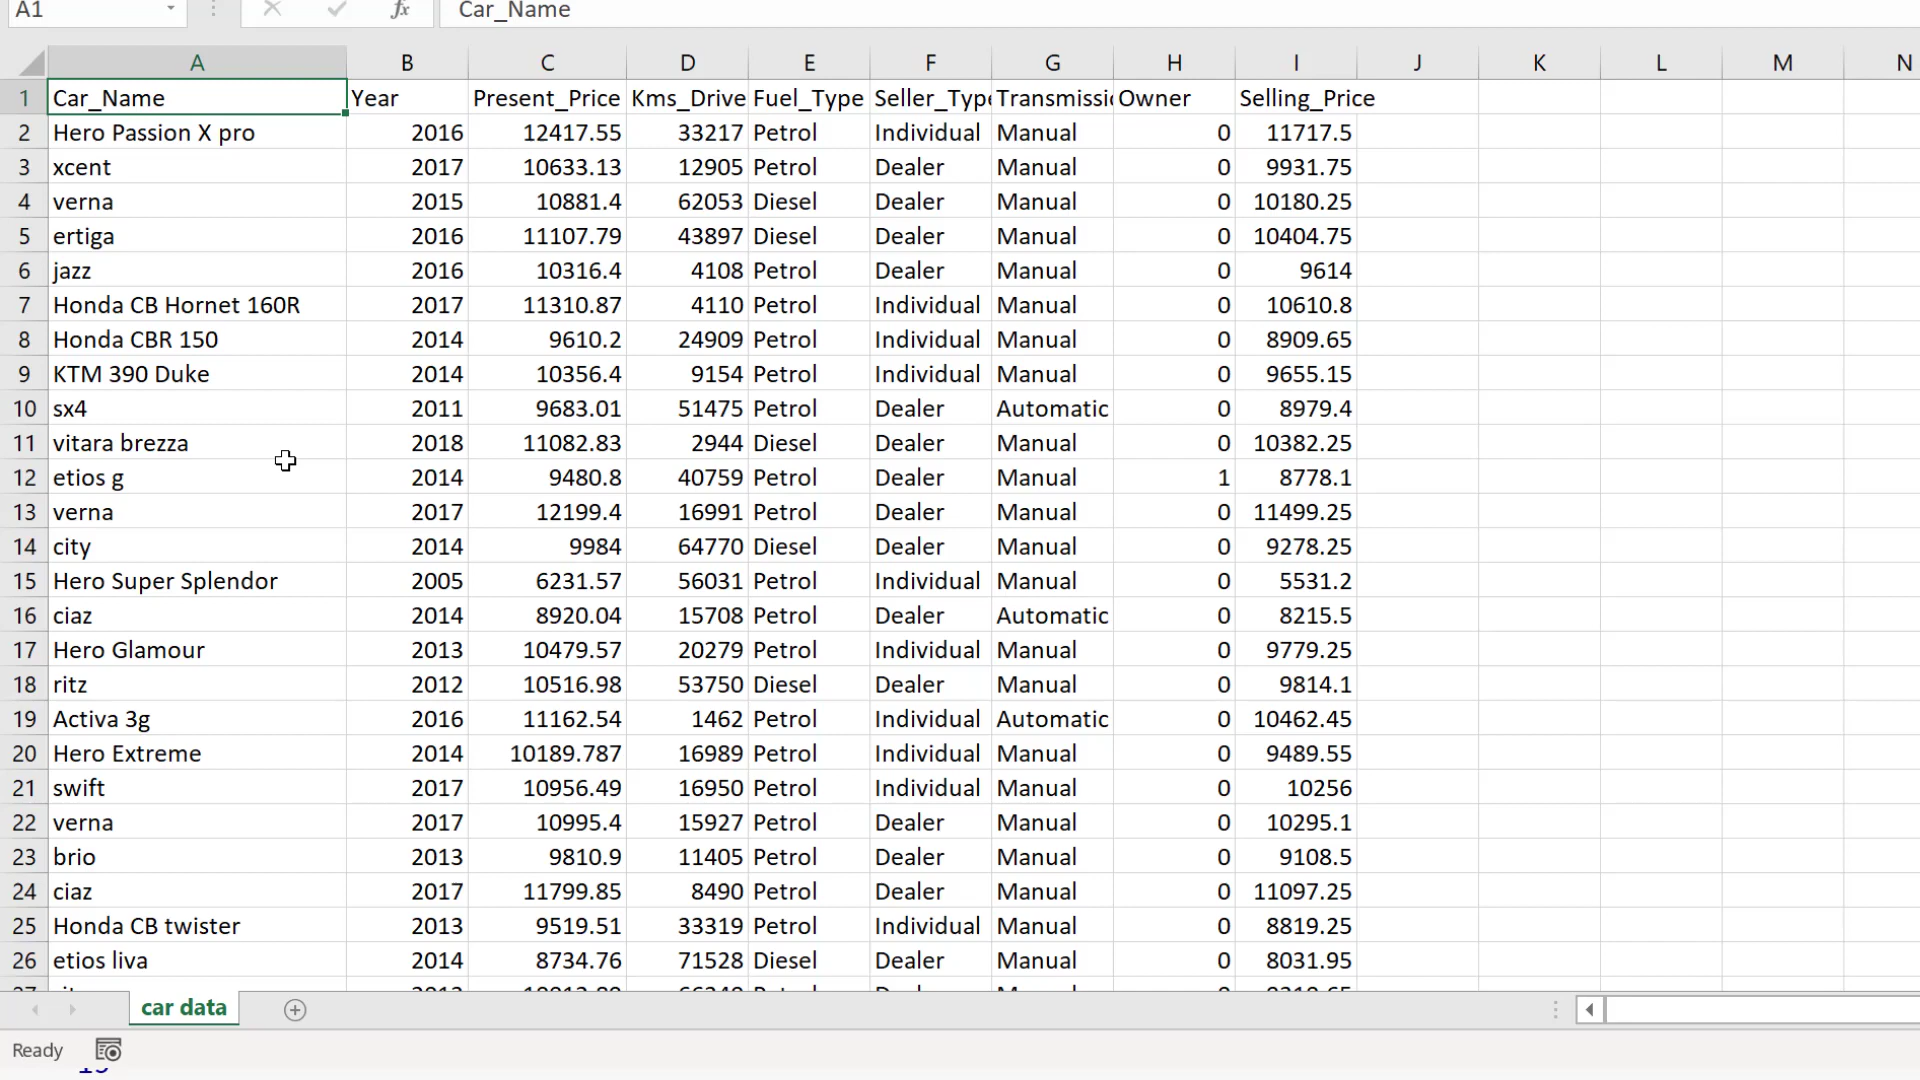 A1 fx Car_Name
A B C D E F G H I J K L M N
1 Car_Name Year Present_Price Kms_Drive Fuel_Type Seller_Type Transmissi Owner Selling_Price
2 Hero Passion X pro 2016 12417.55 33217 Petrol Individual Manual 0 11717.5
3 xcent 2017 10633.13 12905 Petrol Dealer Manual 0 9931.75
4 verna 2015 10881.4 62053 Diesel Dealer Manual 0 10180.25
5 ertiga 2016 11107.79 43897 Diesel Dealer Manual 0 10404.75
6 jazz 2016 10316.4 4108 Petrol Dealer Manual 0 9614
7 Honda CB Hornet 160R 2017 11310.87 4110 Petrol Individual Manual 0 10610.8
8 Honda CBR 150 2014 9610.2 24909 Petrol Individual Manual 0 8909.65
9 KTM 390 Duke 2014 10356.4 9154 Petrol Individual Manual 0 9655.15
10 sx4 2011 9683.01 51475 Petrol Dealer Automatic 0 8979.4
11 vitara brezza 2018 11082.83 2944 Diesel Dealer Manual 0 10382.25
12 etios g 2014 9480.8 40759 Petrol Dealer Manual 1 8778.1
13 verna 2017 12199.4 16991 Petrol Dealer Manual 0 11499.25
14 city 2014 9984 64770 Diesel Dealer Manual 0 9278.25
15 Hero Super Splendor 2005 6231.57 56031 Petrol Individual Manual 0 5531.2
16 ciaz 2014 8920.04 15708 Petrol Dealer Automatic 0 8215.5
17 Hero Glamour 2013 10479.57 20279 Petrol Individual Manual 0 9779.25
18 ritz 2012 10516.98 53750 Diesel Dealer Manual 0 9814.1
19 Activa 3g 2016 11162.54 1462 Petrol Individual Automatic 0 10462.45
20 Hero Extreme 2014 10189.787 16989 Petrol Individual Manual 0 9489.55
21 swift 2017 10956.49 16950 Petrol Individual Manual 0 10256
22 verna 2017 10995.4 15927 Petrol Dealer Manual 0 10295.1
23 brio 2013 9810.9 11405 Petrol Dealer Manual 0 9108.5
24 ciaz 2017 11799.85 8490 Petrol Dealer Manual 0 11097.25
25 Honda CB twister 2013 9519.51 33319 Petrol Individual Manual 0 8819.25
26 etios liva 2014 8734.76 71528 Diesel Dealer Manual 0 8031.95
car data
Ready